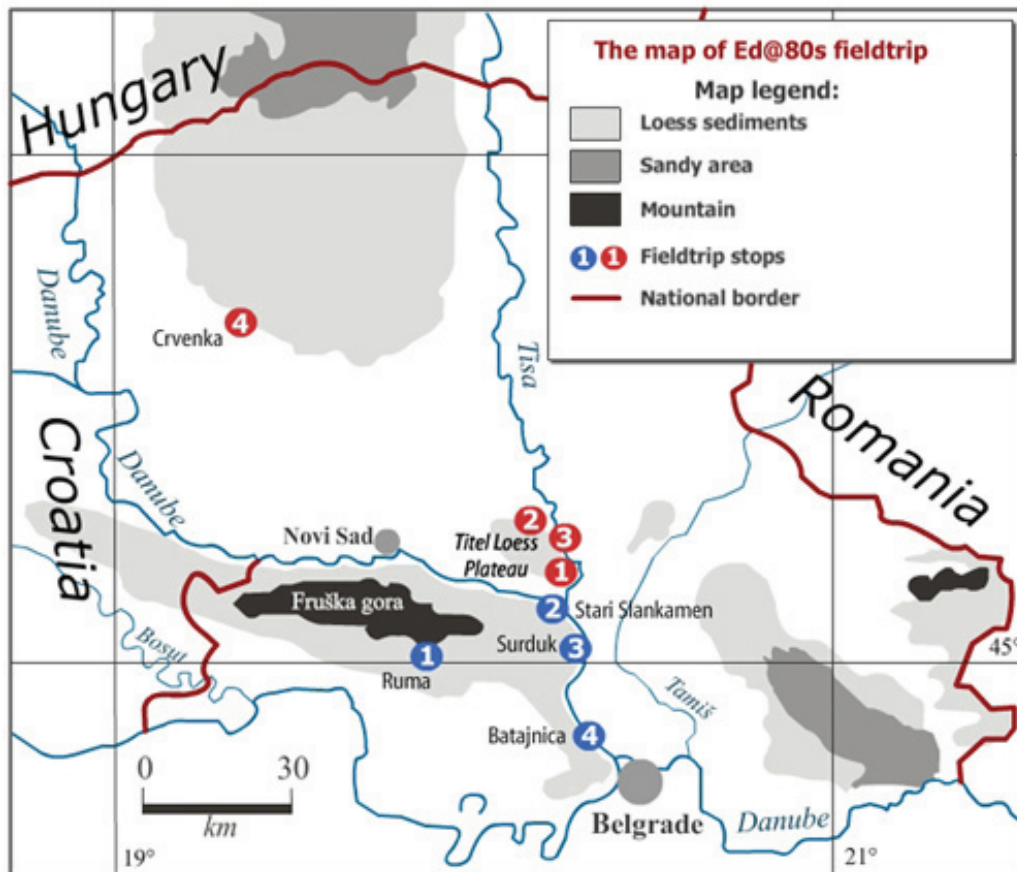 The map of Ed@80s fieldtrip
Map legend:
Loess sediments
Sandy area
Mountain
1 1 Fieldtrip stops
National border
Hungary
Danube
Crvenka 4
Tisa
Romania
Croatia
Danube
Novi Sad
2
Titel Loess 3
Plateau 1
Fruška gora
2 Stari Slankamen
Bosut
1
Ruma
Surduk 3
45°
Tamiš
Batajnica 4
0 30
km
Belgrade
Danube
19°
21°